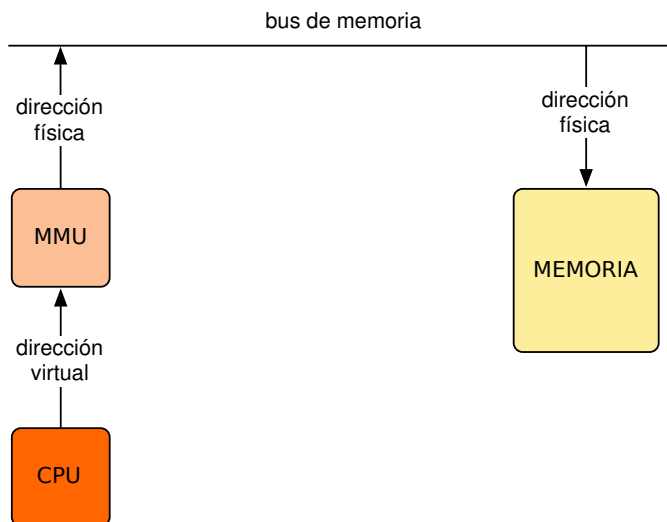 bus de memoria
dirección
física
dirección
física
MMU
MEMORIA
dirección
virtual
CPU